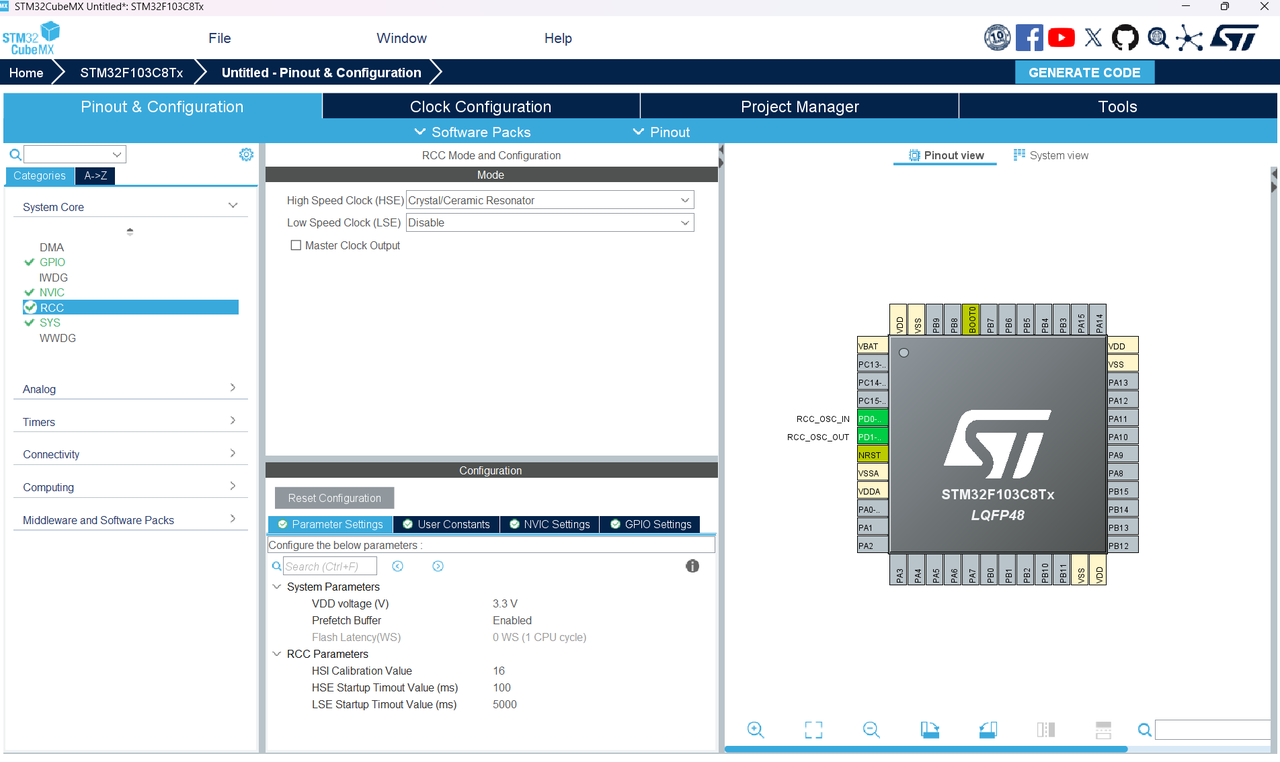 MX STM32CubeMX Untitled*: STM32F103C8Tx
STM32 CubeMX
File Window Help
10
Home STM32F103C8Tx Untitled - Pinout & Configuration GENERATE CODE
Pinout & Configuration Clock Configuration Project Manager Tools
Software Packs Pinout
Categories A->Z
System Core
DMA
GPIO
IWDG
NVIC
RCC
SYS
WWDG
Analog
Timers
Connectivity
Computing
Middleware and Software Packs
RCC Mode and Configuration
Mode
High Speed Clock (HSE) Crystal/Ceramic Resonator
Low Speed Clock (LSE) Disable
Master Clock Output
Configuration
Reset Configuration
Parameter Settings User Constants NVIC Settings GPIO Settings
Configure the below parameters :
Search (Ctrl+F)
System Parameters
VDD voltage (V) 3.3 V
Prefetch Buffer Enabled
Flash Latency(WS) 0 WS (1 CPU cycle)
RCC Parameters
HSI Calibration Value 16
HSE Startup Timout Value (ms) 100
LSE Startup Timout Value (ms) 5000
Pinout view System view
VDD VSS PB9 PB8 BOOT0 PB7 PB6 PB5 PB4 PB3 PA15 PA14
VBAT VDD
PC13-.. VSS
PC14-.. PA13
PC15-.. PA12
RCC_OSC_IN PD0-.. PA11
RCC_OSC_OUT PD1-.. PA10
NRST PA9
VSSA PA8
VDDA PB15
PA0-.. PB14
PA1 PB13
PA2 PB12
ST
STM32F103C8Tx
LQFP48
PA3 PA4 PA5 PA6 PA7 PB0 PB1 PB2 PB10 PB11 VSS VDD